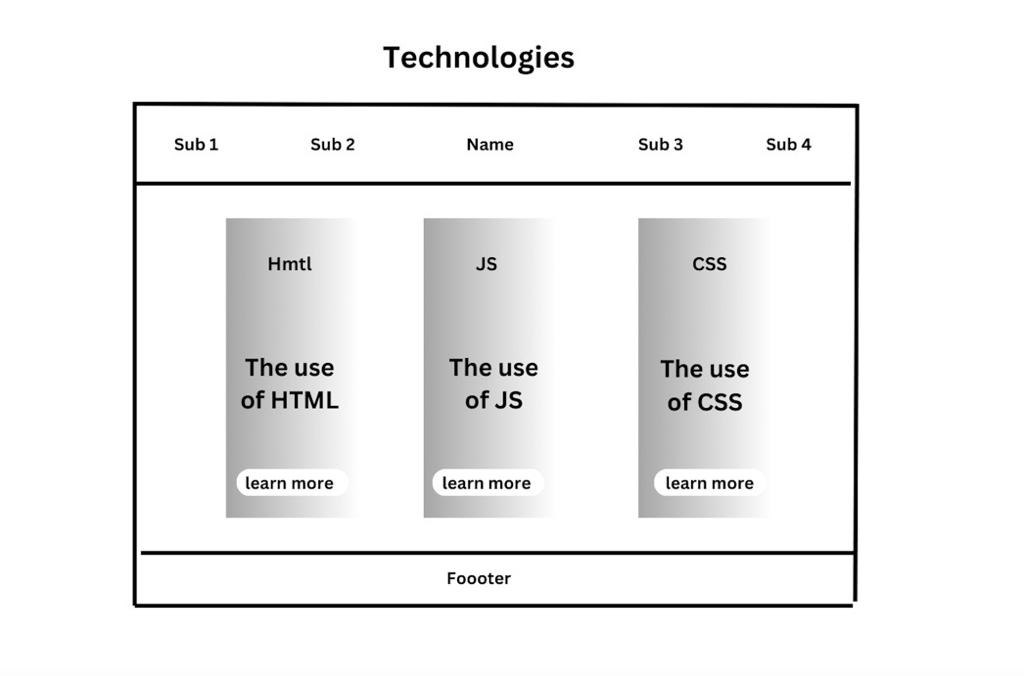 Technologies
Sub 1 Sub 2 Name Sub 3 Sub 4
Hmtl
The use
of HTML
learn more
JS
The use
of JS
learn more
CSS
The use
of CSS
learn more
Foooter